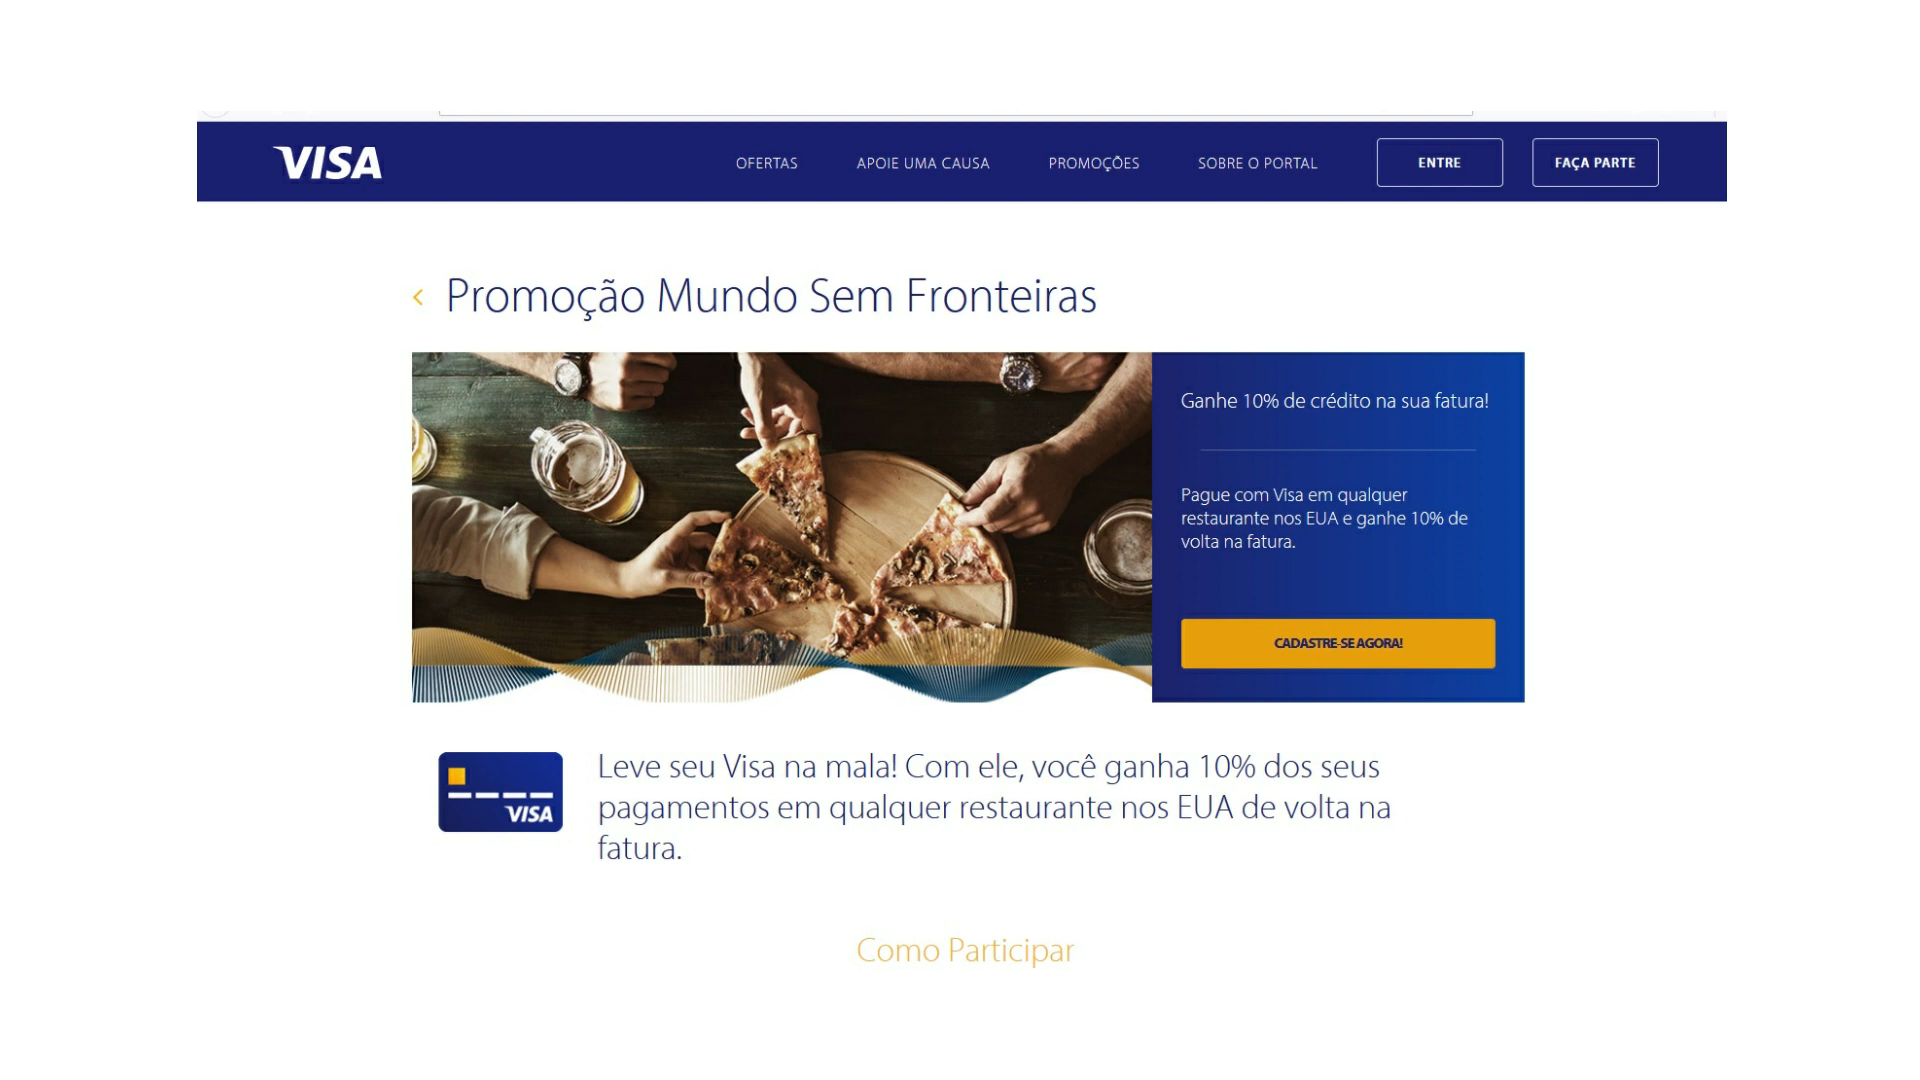 VISA
OFERTAS
APOIE UMA CAUSA
PROMOÇÕES
SOBRE O PORTAL
ENTRE
FAÇA PARTE
< Promoção Mundo Sem Fronteiras
Ganhe 10% de crédito na sua fatura!
Pague com Visa em qualquer
restaurante nos EUA e ganhe 10% de
volta na fatura.
CADASTRE-SE AGORA!
VISA
Leve seu Visa na mala! Com ele, você ganha 10% dos seus
pagamentos em qualquer restaurante nos EUA de volta na
fatura.
Como Participar